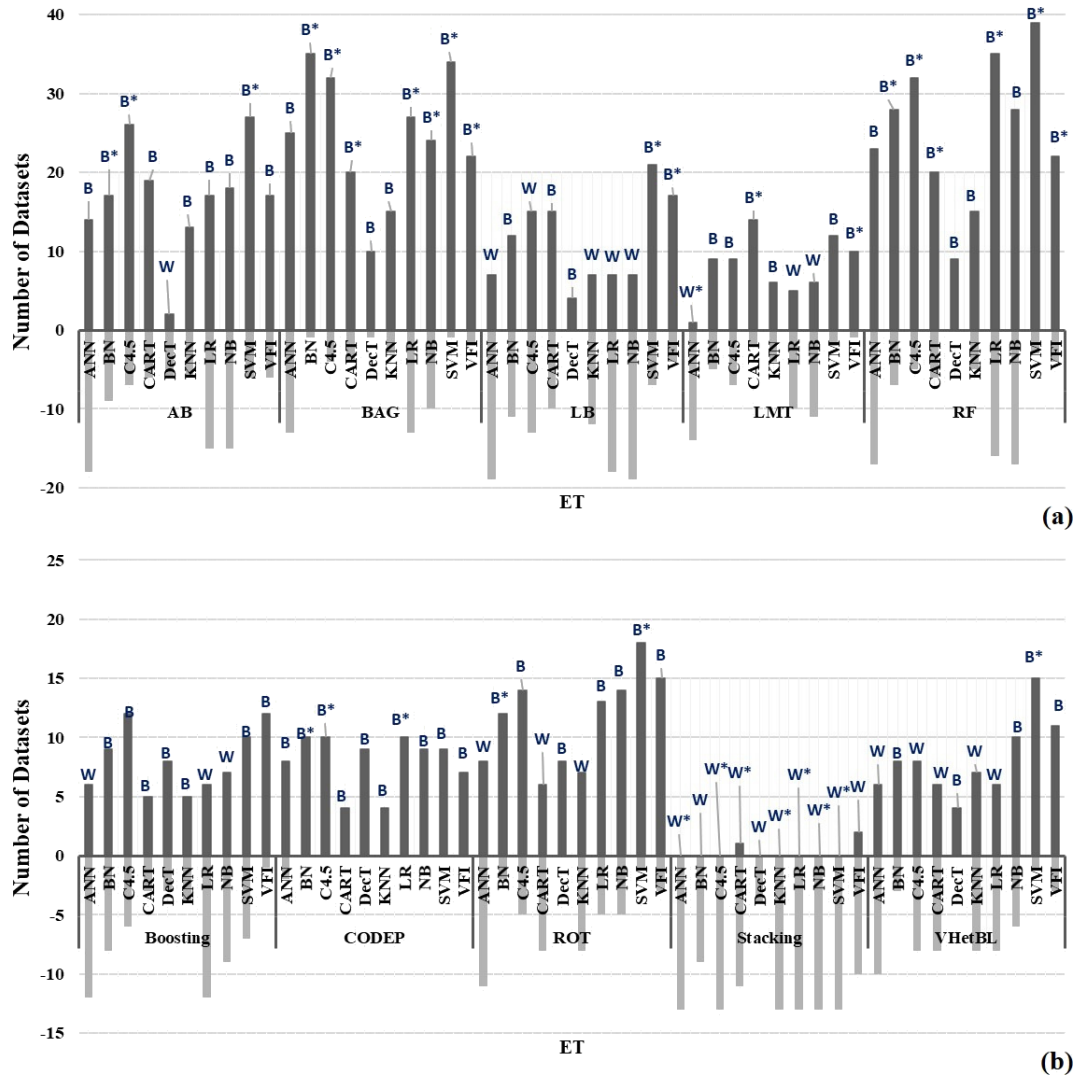 Number of Datasets
40
30
20
10
0
-10
-20
B B* B* B W B B B B* B
B B* B* B* B B B* B* B* B*
W B W B B W W W B* B*
W* B B B* B W W B B*
B B* B* B* B B B* B B* B*
ANN BN C4.5 CART DecT KNN LR NB SVM VFI
ANN BN C4.5 CART DecT KNN LR NB SVM VFI
ANN BN C4.5 CART DecT KNN LR NB SVM VFI
ANN BN C4.5 CART KNN LR NB SVM VFI
ANN BN C4.5 CART DecT KNN LR NB SVM VFI
AB BAG LB LMT RF
ET
(a)
Number of Datasets
25
20
15
10
5
0
-5
-10
-15
W B B B B B W W B B
B B* B* B B B B* B B B
W B* B W B W B B B* B
W* W W* W* W W* W* W* W* W
W B W W B W W B B* B
ANN BN C4.5 CART DecT KNN LR NB SVM VFI
ANN BN C4.5 CART DecT KNN LR NB SVM VFI
ANN BN C4.5 CART DecT KNN LR NB SVM VFI
ANN BN C4.5 CART DecT KNN LR NB SVM VFI
ANN BN C4.5 CART DecT KNN LR NB SVM VFI
Boosting CODEP ROT Stacking VHetBL
ET
(b)